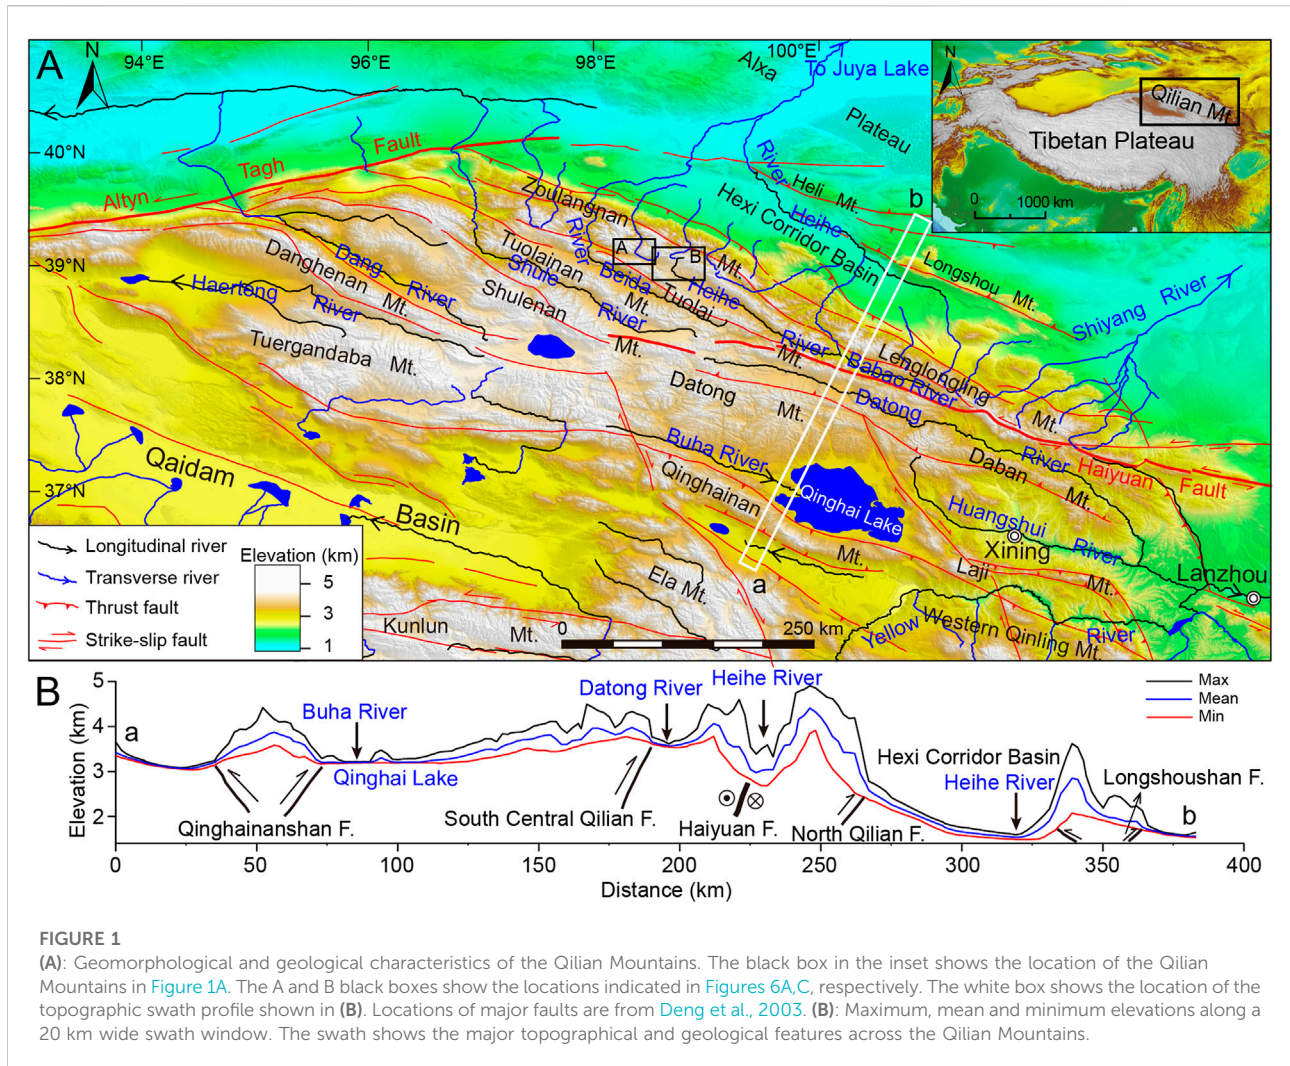 A
N
94°E
96°E
98°E
100°E
To Juya Lake
Alxa
Plateau
N
Qilian Mt.
Tibetan Plateau
0 1000 km
40°N
39°N
38°N
37°N
Altyn Tagh Fault
Zoulangnan Mt.
River
Heli Mt.
b
Heihe
Hexi Corridor Basin
A
B
Longshou Mt.
Shiyang River
Tuolainan Mt.
River
Beida
Heihe River
Danghenan Mt.
Dang River
Shule River
Shulenan Mt.
Tuolai Mt.
Haerteng River
Tuergandaba Mt.
Lenglongling Mt.
Babao River
Datong Mt.
Datong River
Buha River
Daban Mt.
Haiyuan Fault
Qaidam Basin
Qinghainan Mt.
Qinghai Lake
Huangshui River
Xining
Lanzhou
Laji Mt.
a
Ela Mt.
Kunlun Mt.
Yellow River
Western Qinling Mt.
0 250 km
Longitudinal river
Transverse river
Thrust fault
Strike-slip fault
Elevation (km)
5
3
1
B
Elevation (km)
5
4
3
2
a
Buha River
Qinghai Lake
Datong River
Heihe River
Max
Mean
Min
Hexi Corridor Basin
Heihe River
Longshoushan F.
b
Qinghainanshan F.
South Central Qilian F.
Haiyuan F.
North Qilian F.
0 50 100 150 200 250 300 350 400
Distance (km)
FIGURE 1
(A): Geomorphological and geological characteristics of the Qilian Mountains. The black box in the inset shows the location of the Qilian
Mountains in Figure 1A. The A and B black boxes show the locations indicated in Figures 6A,C, respectively. The white box shows the location of the
topographic swath profile shown in (B). Locations of major faults are from Deng et al., 2003. (B): Maximum, mean and minimum elevations along a
20 km wide swath window. The swath shows the major topographical and geological features across the Qilian Mountains.